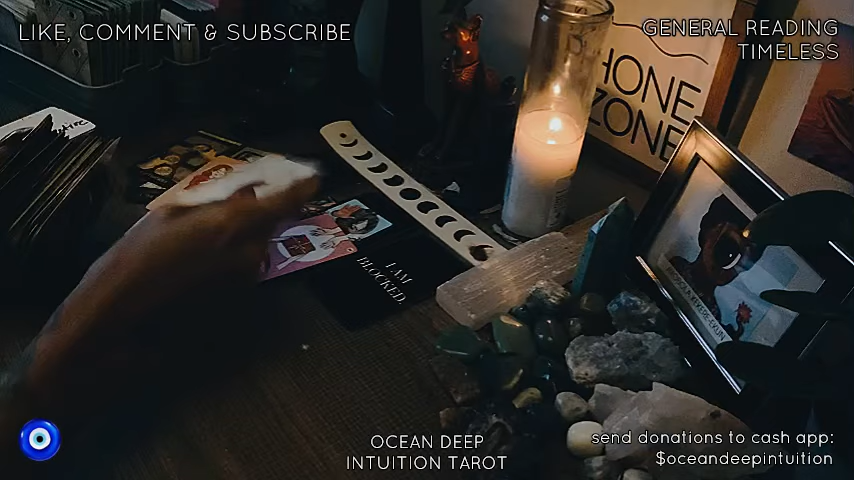 LIKE, COMMENT & SUBSCRIBE
GENERAL READING
TIMELESS
HONE
ZONE
I AM
BLOCKED.
OCEAN DEEP
INTUITION TAROT
send donations to cash app:
$oceandeepintuition